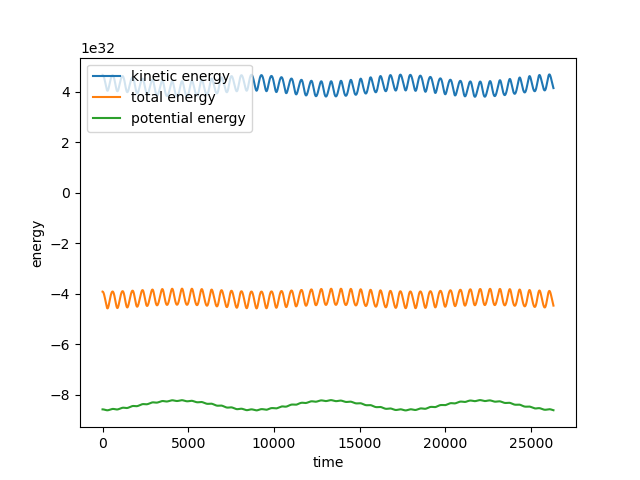 1e32
kinetic energy
total energy
potential energy
4
2
0
−2
−4
−6
−8
energy
0 5000 10000 15000 20000 25000
time